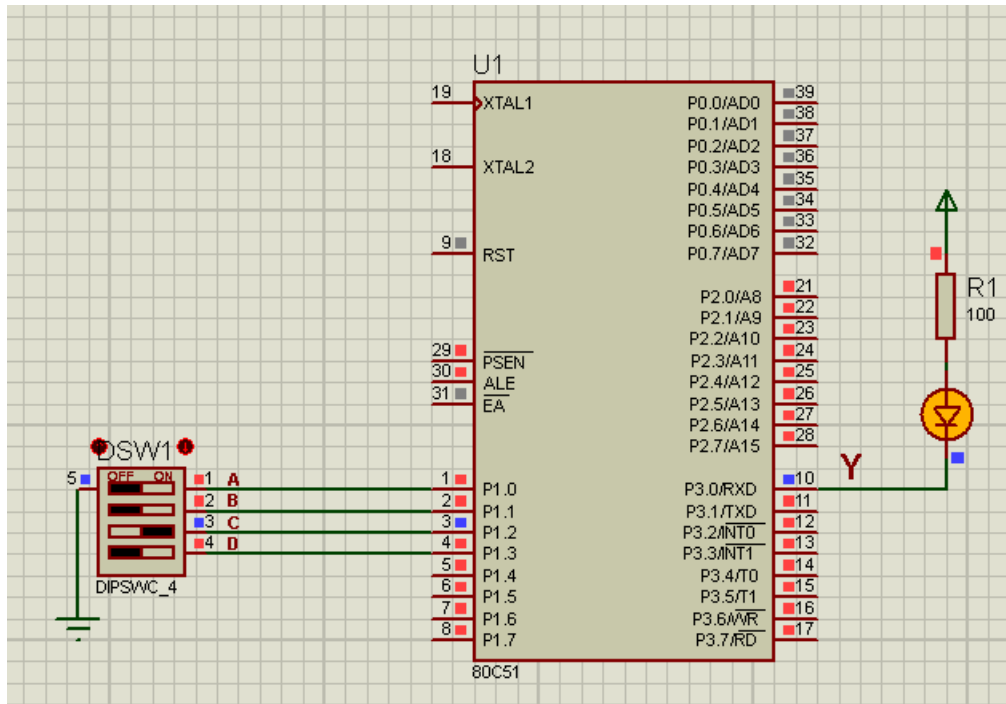 U1
19 XTAL1
18 XTAL2
9 RST
29 PSEN
30 ALE
31 EA
1 P1.0
2 P1.1
3 P1.2
4 P1.3
5 P1.4
6 P1.5
7 P1.6
8 P1.7
P0.0/AD0 39
P0.1/AD1 38
P0.2/AD2 37
P0.3/AD3 36
P0.4/AD4 35
P0.5/AD5 34
P0.6/AD6 33
P0.7/AD7 32
P2.0/A8 21
P2.1/A9 22
P2.2/A10 23
P2.3/A11 24
P2.4/A12 25
P2.5/A13 26
P2.6/A14 27
P2.7/A15 28
P3.0/RXD 10
P3.1/TXD 11
P3.2/INT0 12
P3.3/INT1 13
P3.4/T0 14
P3.5/T1 15
P3.6/WR 16
P3.7/RD 17
80C51
DSW1
OFF ON
5
1 A
2 B
3 C
4 D
DIPSWC_4
Y
R1
100